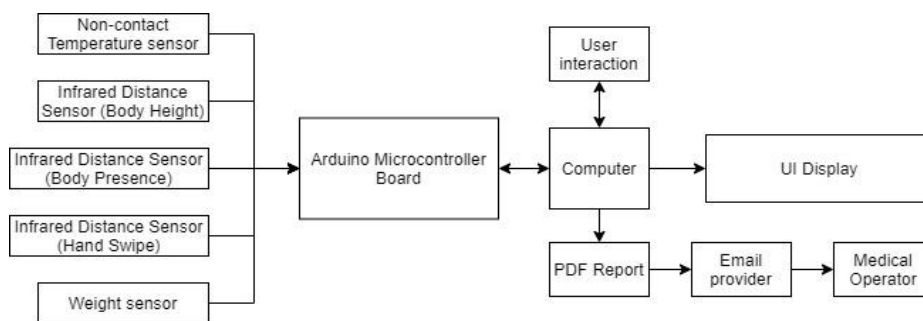 Non-contact
Temperature sensor
Infrared Distance
Sensor (Body Height)
Infrared Distance Sensor
(Body Presence)
Infrared Distance Sensor
(Hand Swipe)
Weight sensor
Arduino Microcontroller
Board
User
interaction
Computer
UI Display
PDF Report
Email
provider
Medical
Operator